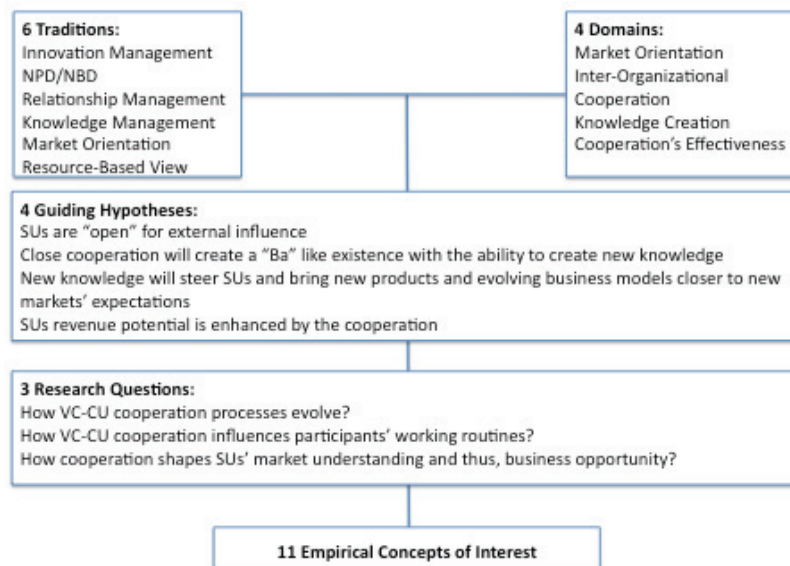 6 Traditions:
Innovation Management
NPD/NBD
Relationship Management
Knowledge Management
Market Orientation
Resource-Based View
4 Domains:
Market Orientation
Inter-Organizational
Cooperation
Knowledge Creation
Cooperation's Effectiveness
4 Guiding Hypotheses:
SUs are "open" for external influence
Close cooperation will create a "Ba" like existence with the ability to create new knowledge
New knowledge will steer SUs and bring new products and evolving business models closer to new
markets' expectations
SUs revenue potential is enhanced by the cooperation
3 Research Questions:
How VC-CU cooperation processes evolve?
How VC-CU cooperation influences participants' working routines?
How cooperation shapes SUs' market understanding and thus, business opportunity?
11 Empirical Concepts of Interest